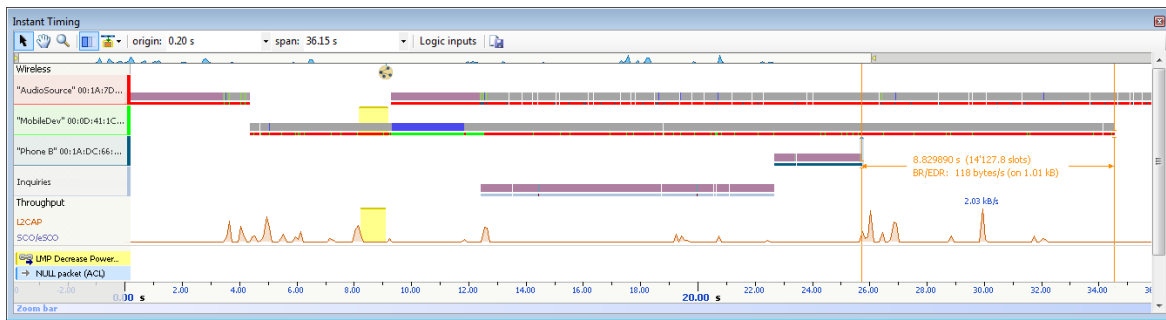 Instant Timing
origin: 0.20 s span: 36.15 s Logic inputs
Wireless
"AudioSource" 00:1A:7D...
"MobileDev" 00:0D:41:1C...
"Phone B" 00:1A:DC:66:...
8.829890 s (14'127.8 slots)
BR/EDR: 118 bytes/s (on 1.01 kB)
Inquiries
Throughput
2.03 kB/s
L2CAP
SCO/eSCO
LMP Decrease Power...
NULL packet (ACL)
0 -2.00 0.00 s 2.00 4.00 6.00 8.00 10.00 12.00 14.00 16.00 18.00 20.00 s 22.00 24.00 26.00 28.00 30.00 32.00 34.00 36
Zoom bar